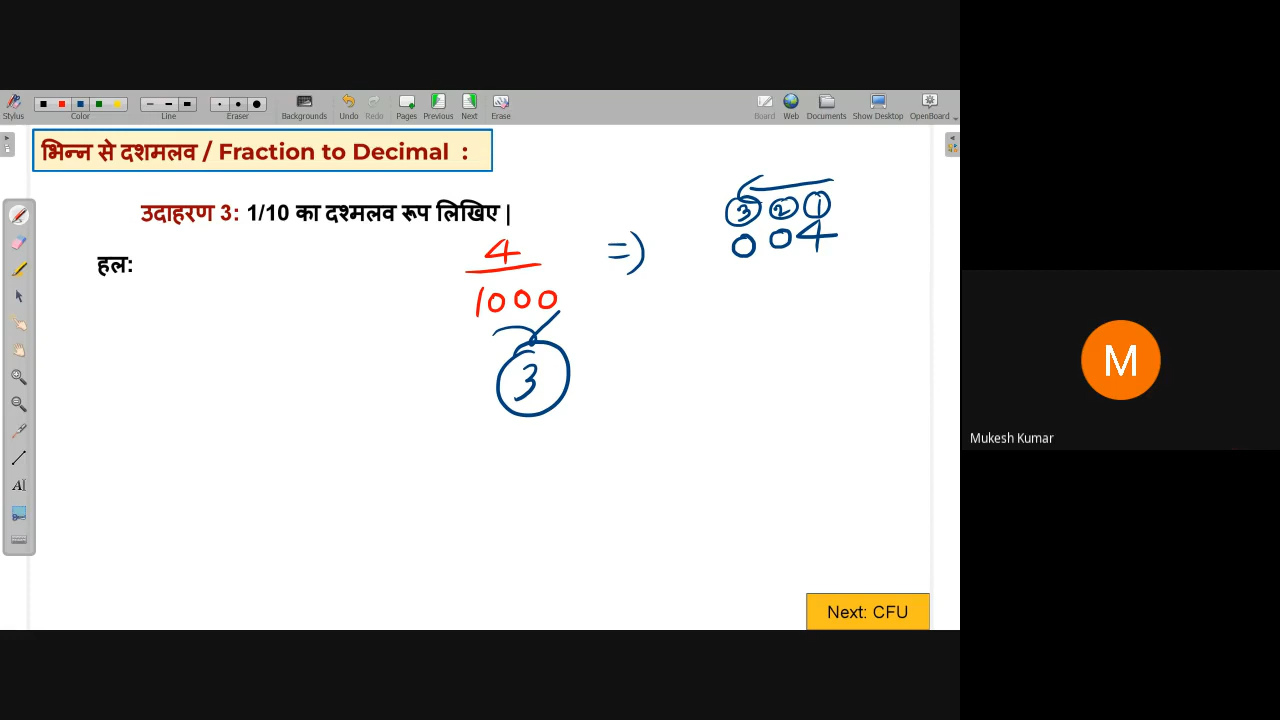 Stylus Color Line Eraser Backgrounds Undo Redo Pages Previous Next Erase Board Web Documents Show Desktop OpenBoard
भिन्न से दशमलव / Fraction to Decimal :
उदाहरण 3: 1/10 का दश्मलव रूप लिखिए |
हल:
4
1000
3
=)
3 2 1
0 0 4
M
Mukesh Kumar
Next: CFU